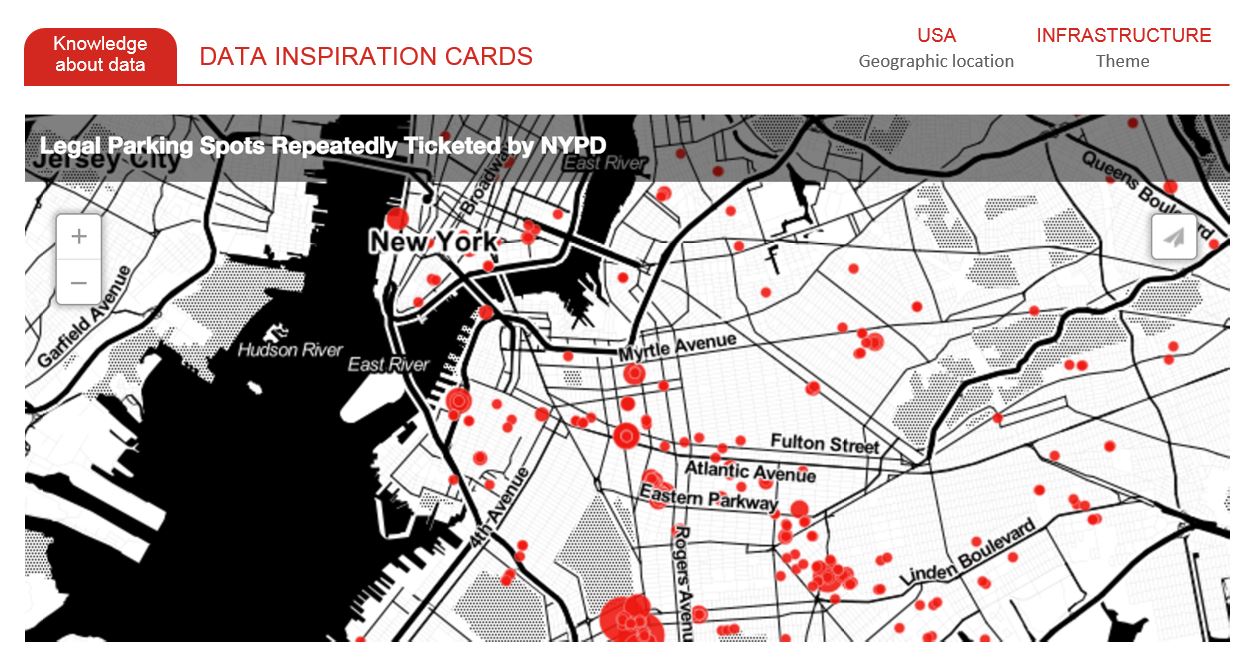 Knowledge
about data
DATA INSPIRATION CARDS
USA
Geographic location
INFRASTRUCTURE
Theme
Legal Parking Spots Repeatedly Ticketed by NYPD
Jersey City
East River
Broadway
Queens Boulevard
+
New York
−
Garfield Avenue
Hudson River
East River
Myrtle Avenue
Fulton Street
Atlantic Avenue
Eastern Parkway
4th Avenue
Rogers Avenue
Linden Boulevard